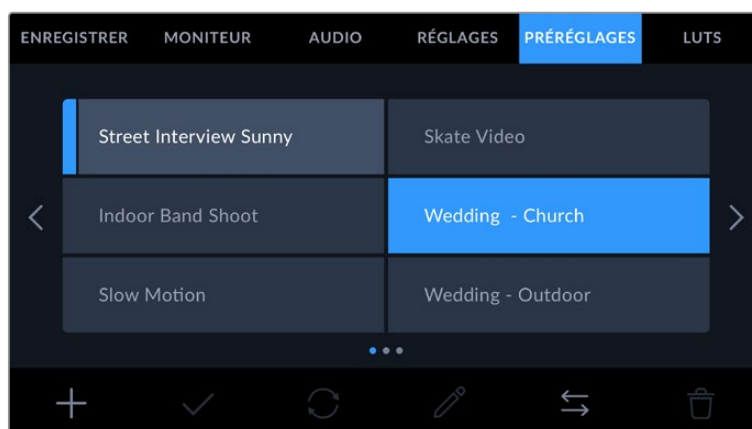 ENREGISTRER MONITEUR AUDIO RÉGLAGES PRÉRÉGLAGES LUTS
Street Interview Sunny Skate Video
Indoor Band Shoot Wedding - Church
Slow Motion Wedding - Outdoor